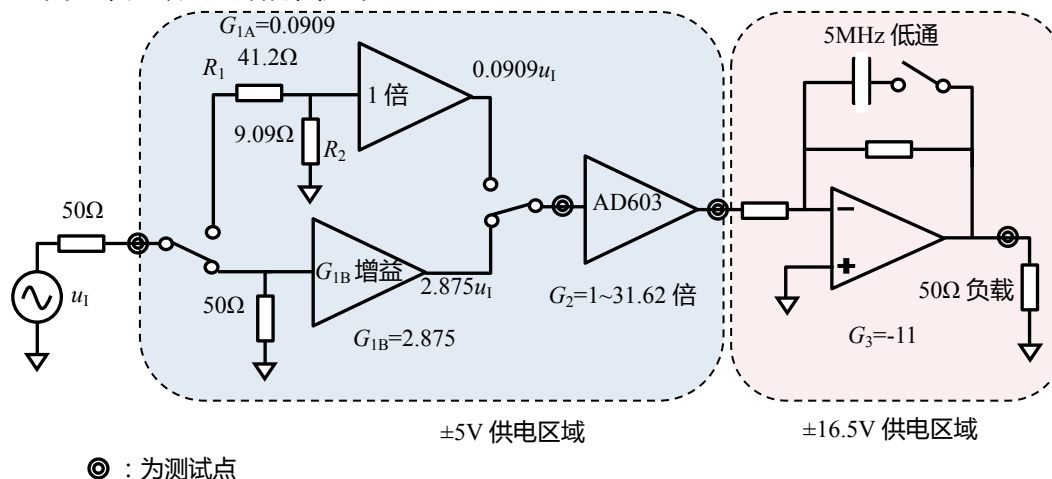 G1A=0.0909
41.2Ω
R1
9.09Ω
R2
1 倍
0.0909uI
50Ω
uI
50Ω
G1B 增益
2.875uI
G1B=2.875
AD603
G2=1~31.62 倍
±5V 供电区域
5MHz 低通
50Ω 负载
G3=-11
±16.5V 供电区域
：为测试点